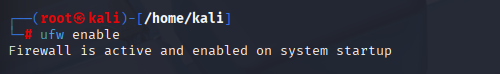 ┌──(root㉿kali)-[/home/kali]
└─# ufw enable
Firewall is active and enabled on system startup